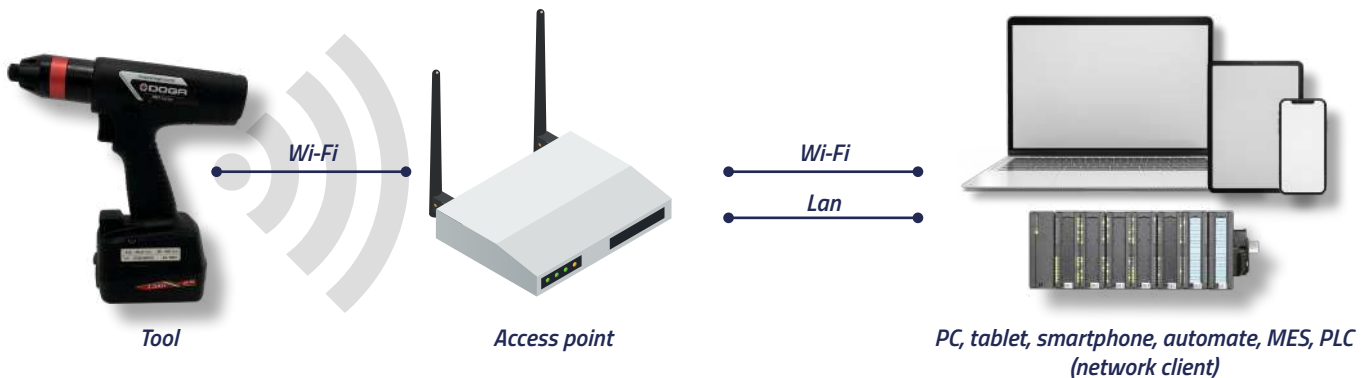 DOGA
Wi-Fi
Wi-Fi
Lan
Tool
Access point
PC, tablet, smartphone, automate, MES, PLC
(network client)